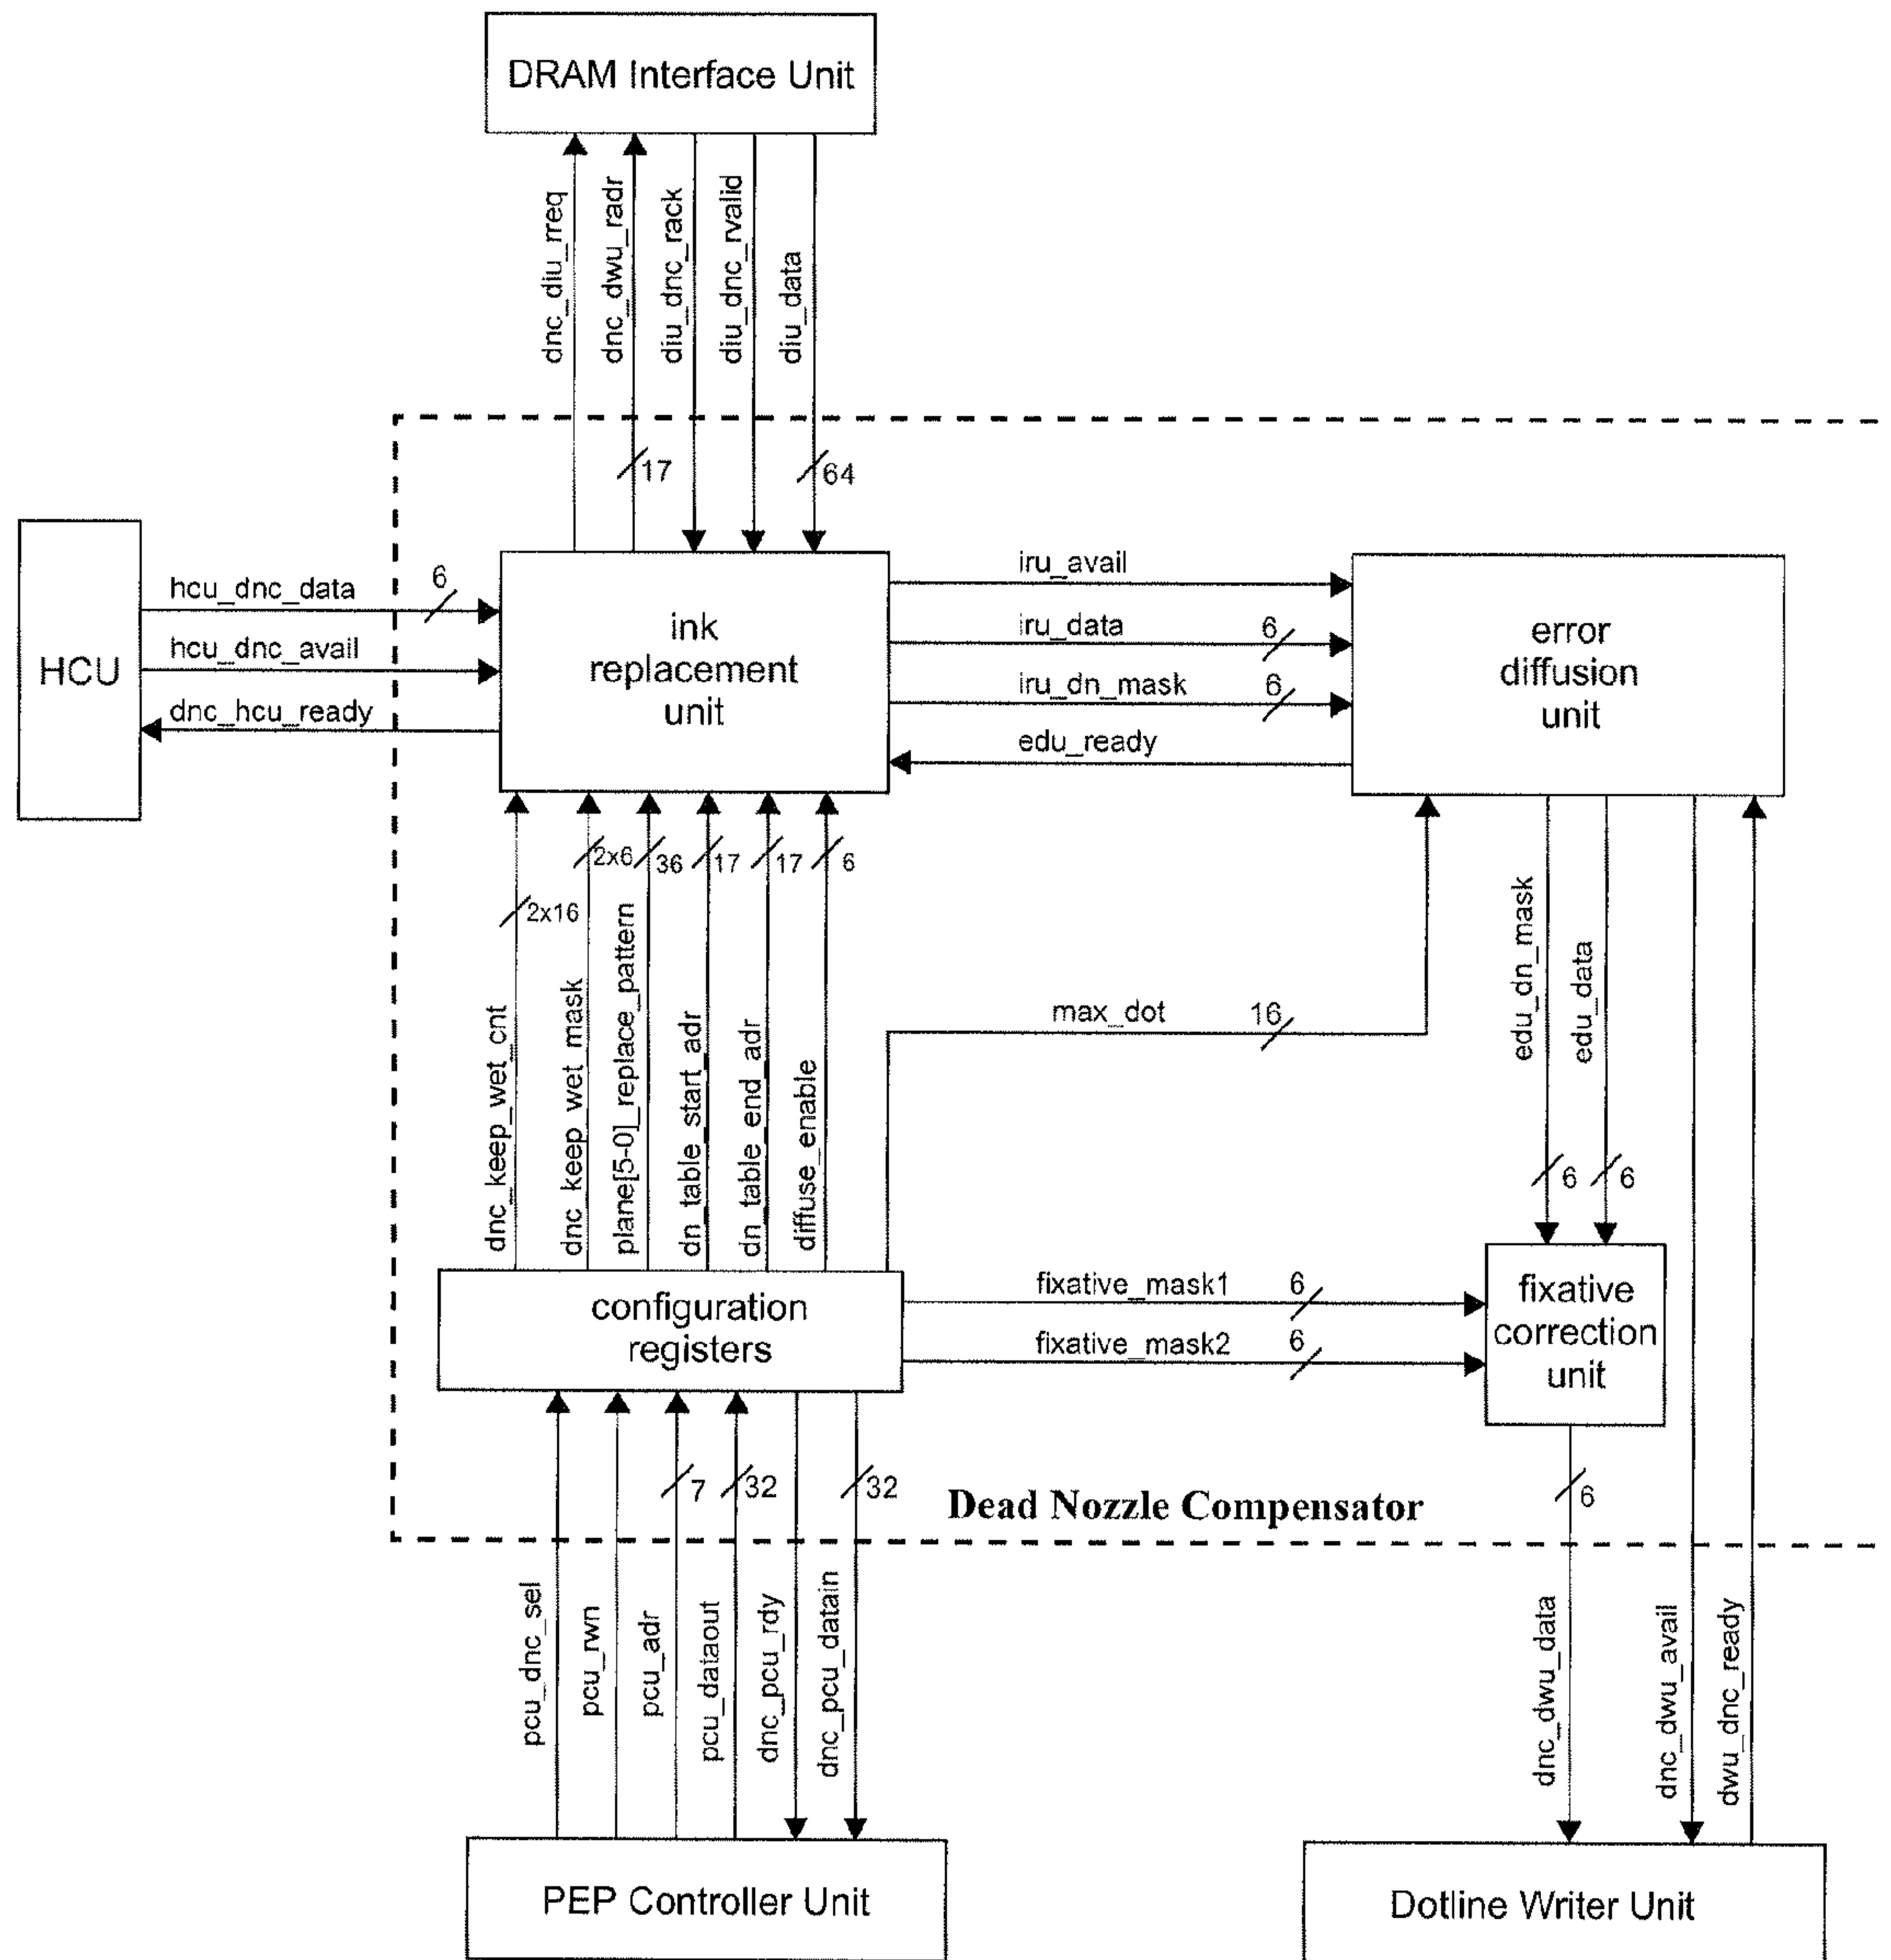 DRAM Interface Unit
dnc_diu_rreq
dnc_dwu_radr
diu_dnc_rack
diu_dnc_rvalid
diu_data
17
64
HCU
hcu_dnc_data
6
hcu_dnc_avail
dnc_hcu_ready
ink
replacement
unit
iru_avail
iru_data
6
iru_dn_mask
6
edu_ready
error
diffusion
unit
2x16
2x6
36
17
17
6
dnc_keep_wet_cnt
dnc_keep_wet_mask
plane[5-0]_replace_pattern
dn_table_start_adr
dn_table_end_adr
diffuse_enable
max_dot
16
edu_dn_mask
edu_data
6
6
configuration
registers
fixative_mask1
6
fixative_mask2
6
fixative
correction
unit
7
32
32
6
Dead Nozzle Compensator
pcu_dnc_sel
pcu_rwn
pcu_adr
pcu_dataout
dnc_pcu_rdy
dnc_pcu_datain
dnc_dwu_data
dnc_dwu_avail
dwu_dnc_ready
PEP Controller Unit
Dotline Writer Unit